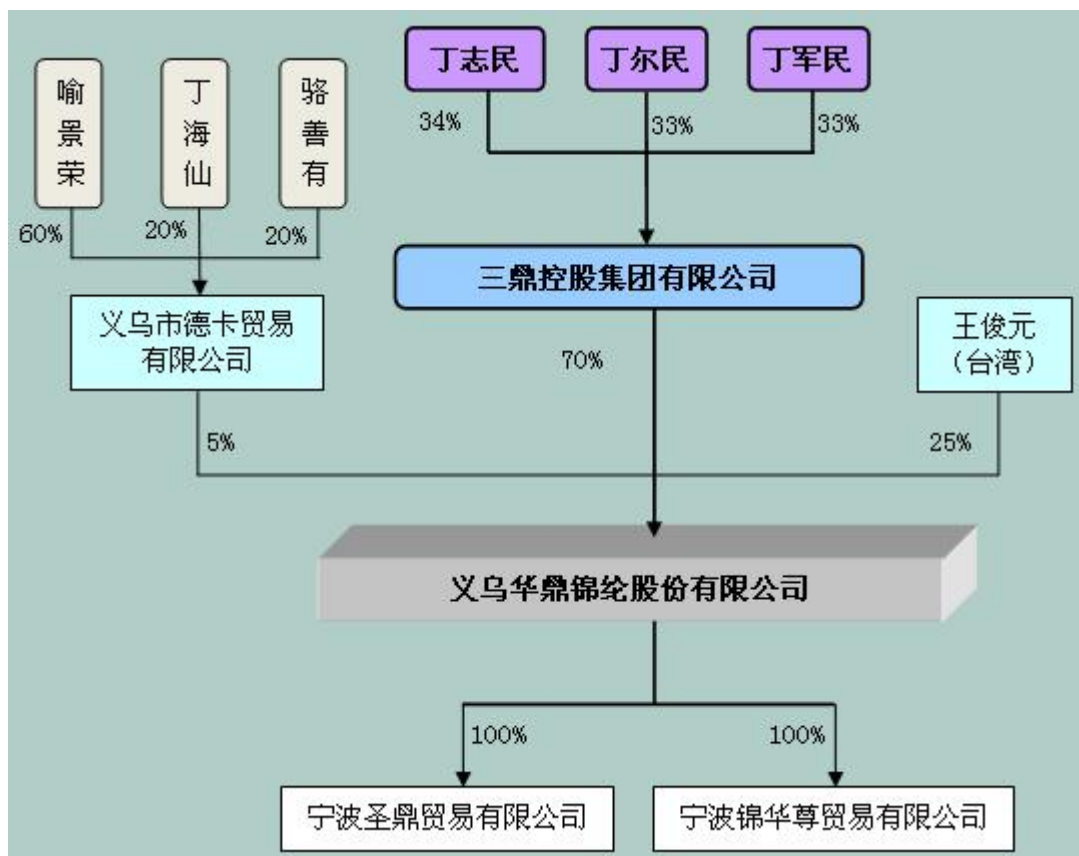 丁志民
丁尔民
丁军民
喻景荣
丁海仙
骆善有
34%
33%
33%
60%
20%
20%
三鼎控股集团有限公司
义乌市德卡贸易
有限公司
王俊元
(台湾)
70%
5%
25%
义乌华鼎锦纶股份有限公司
100%
100%
宁波圣鼎贸易有限公司
宁波锦华尊贸易有限公司